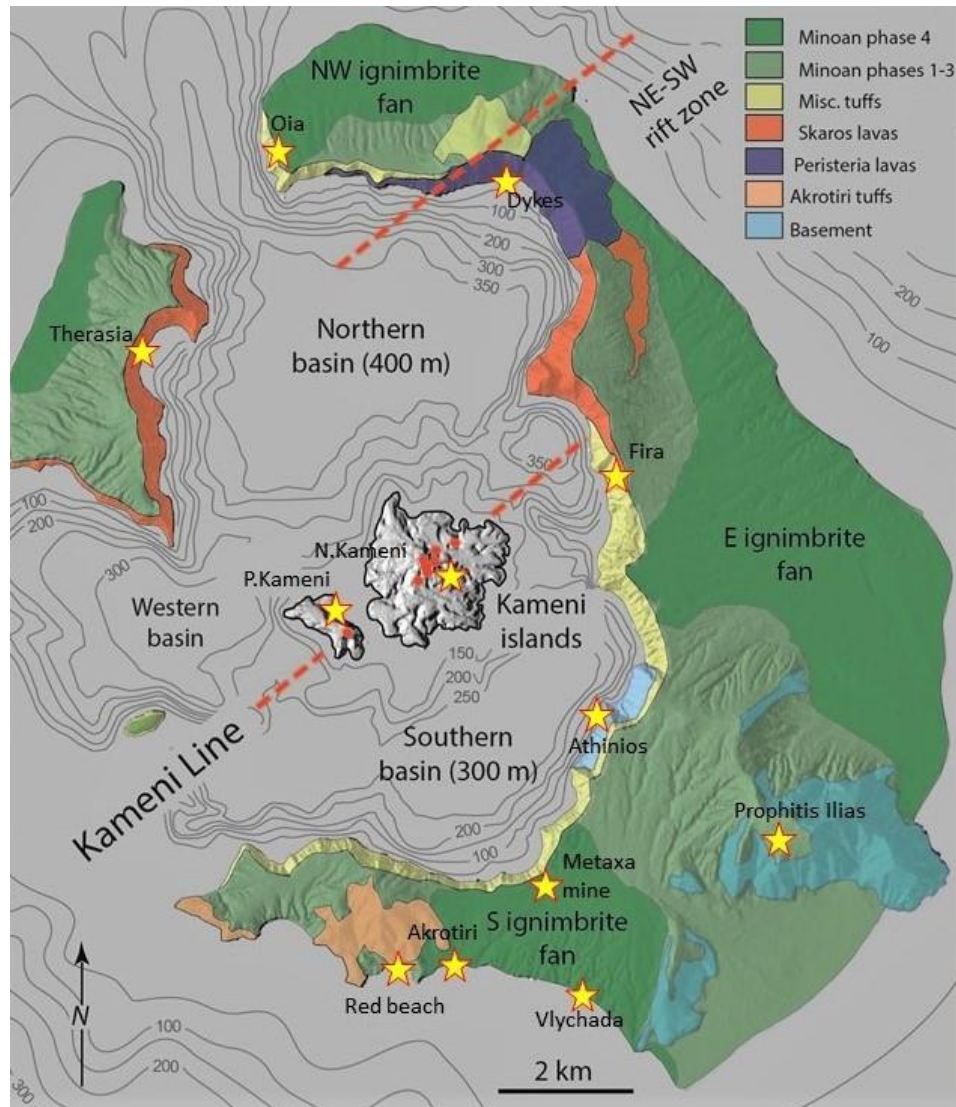 NW ignimbrite
fan
NE-SW
rift zone
Minoan phase 4
Minoan phases 1-3
Misc. tuffs
Skaros lavas
Peristeria lavas
Akrotiri tuffs
Basement
Oia
Dykes
100
200
300
350
200
100
Therasia
Northern
basin (400 m)
350
Fira
100
200
300
N.Kameni
P.Kameni
Kameni
islands
E ignimbrite
fan
Western
basin
150
200
250
Kameni Line
Southern
basin (300 m)
Athinios
200
100
Prophitis Ilias
Metaxa
mine
S ignimbrite
fan
Akrotiri
Red beach
Vlychada
N
2 km
100
200
300